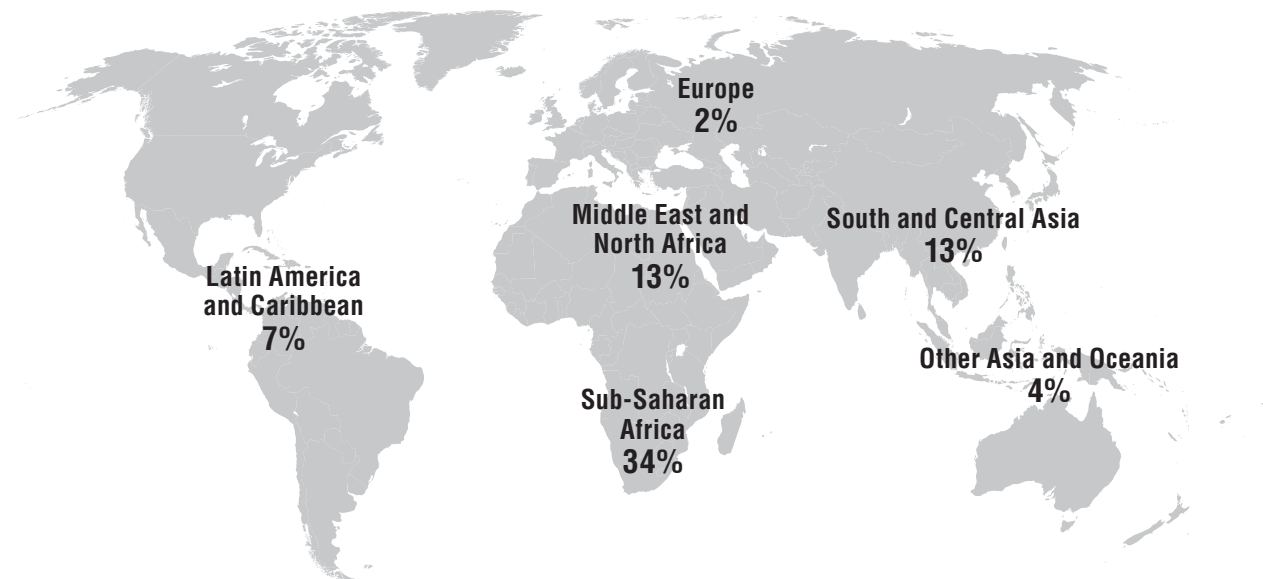 Europe
2%
Middle East and
North Africa
13%
South and Central Asia
13%
Latin America
and Caribbean
7%
Other Asia and Oceania
4%
Sub-Saharan
Africa
34%